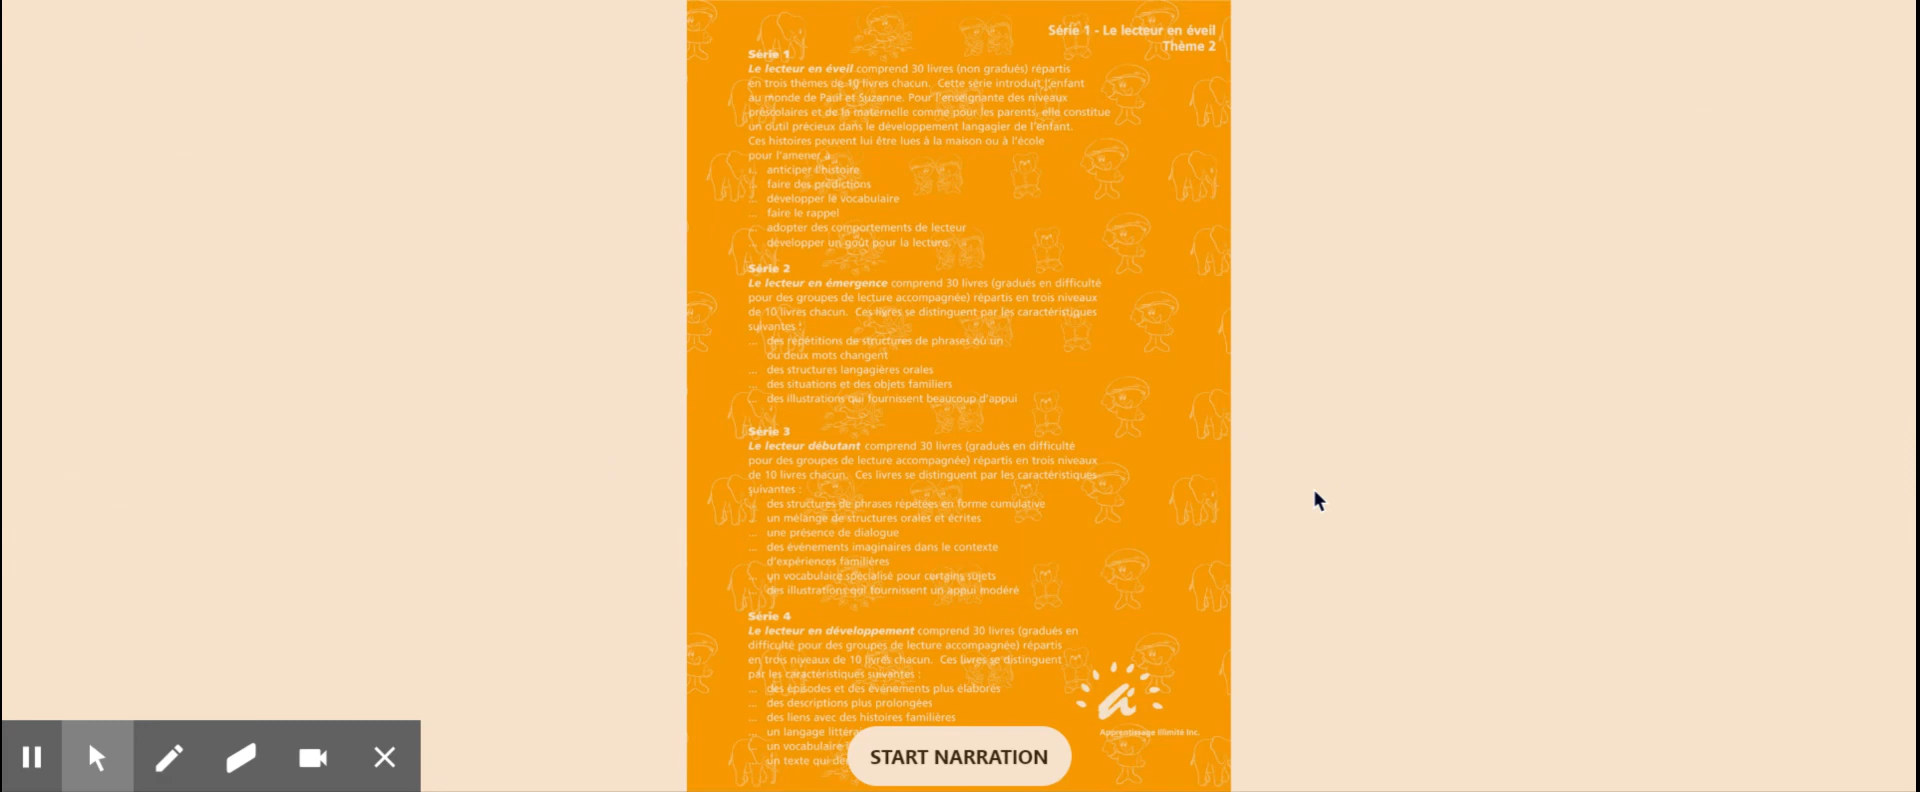 Série 1 - Le lecteur en éveil
Thème 2
Série 1
Le lecteur en éveil comprend 30 livres (non gradués) répartis
en trois thèmes de 10 livres chacun. Cette série introduit l'enfant
au monde de Paul et Suzanne. Pour l'enseignante des niveaux
préscolaires et de la maternelle comme pour les parents, elle constitue
un outil précieux dans le développement langagier de l'enfant.
Ces histoires peuvent lui être lues à la maison ou à l'école
pour l'amener à
... anticiper l'histoire
... faire des prédictions
... développer le vocabulaire
... faire le rappel
... adopter des comportements de lecteur
... développer un goût pour la lecture.
Série 2
Le lecteur en émergence comprend 30 livres (gradués en difficulté
pour des groupes de lecture accompagnée) répartis en trois niveaux
de 10 livres chacun. Ces livres se distinguent par les caractéristiques
suivantes :
... des répétitions de structures de phrases où un
ou deux mots changent
... des structures langagières orales
... des situations et des objets familiers
... des illustrations qui fournissent beaucoup d'appui
Série 3
Le lecteur débutant comprend 30 livres (gradués en difficulté
pour des groupes de lecture accompagnée) répartis en trois niveaux
de 10 livres chacun. Ces livres se distinguent par les caractéristiques
suivantes :
... des structures de phrases répétées en forme cumulative
... un mélange de structures orales et écrites
... une présence de dialogue
... des événements imaginaires dans le contexte
d'expériences familières
... un vocabulaire spécialisé pour certains sujets
... des illustrations qui fournissent un appui modéré
Série 4
Le lecteur en développement comprend 30 livres (gradués en
difficulté pour des groupes de lecture accompagnée) répartis
en trois niveaux de 10 livres chacun. Ces livres se distinguent
par les caractéristiques suivantes :
... des épisodes et des événements plus élaborés
... des descriptions plus prolongées
... des liens avec des histoires familières
... un langage
... un vocabulaire
... un texte qui
Apprentissage Illimité Inc.
START NARRATION